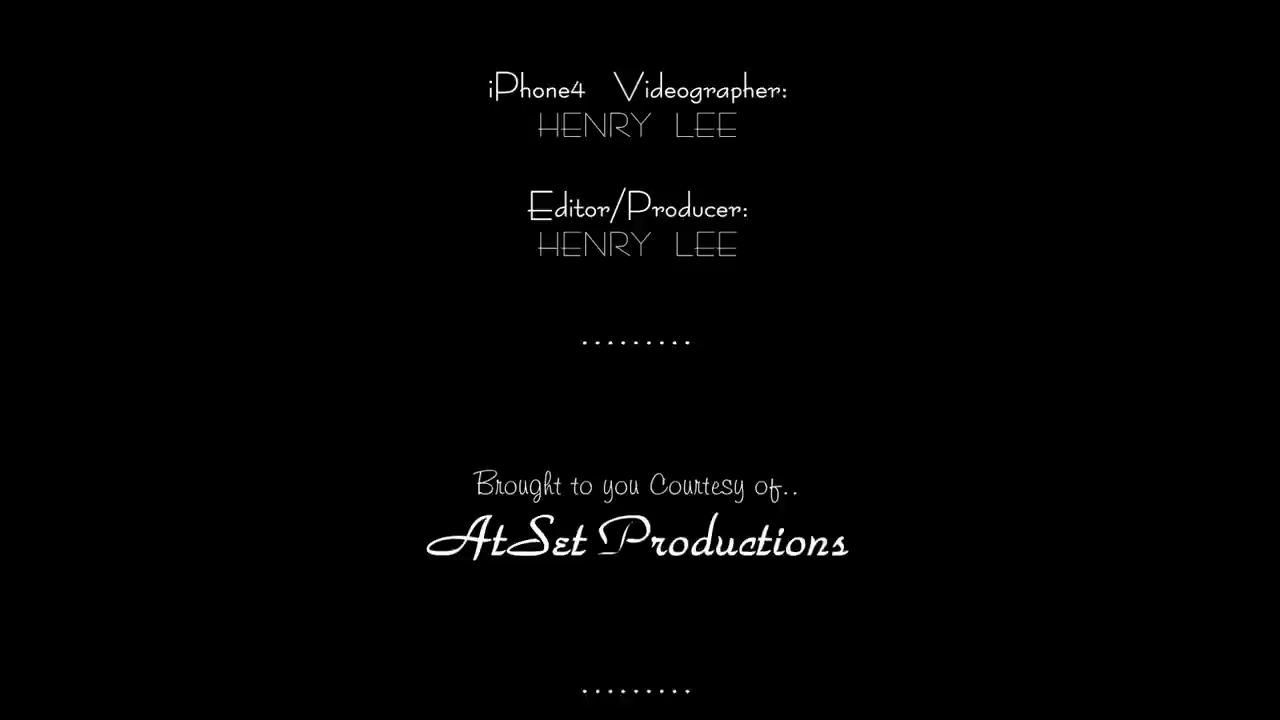 iPhone4 Videographer:
HENRY LEE
Editor/Producer:
HENRY LEE
.........
Brought to you Courtesy of..
AtSet Productions
.........